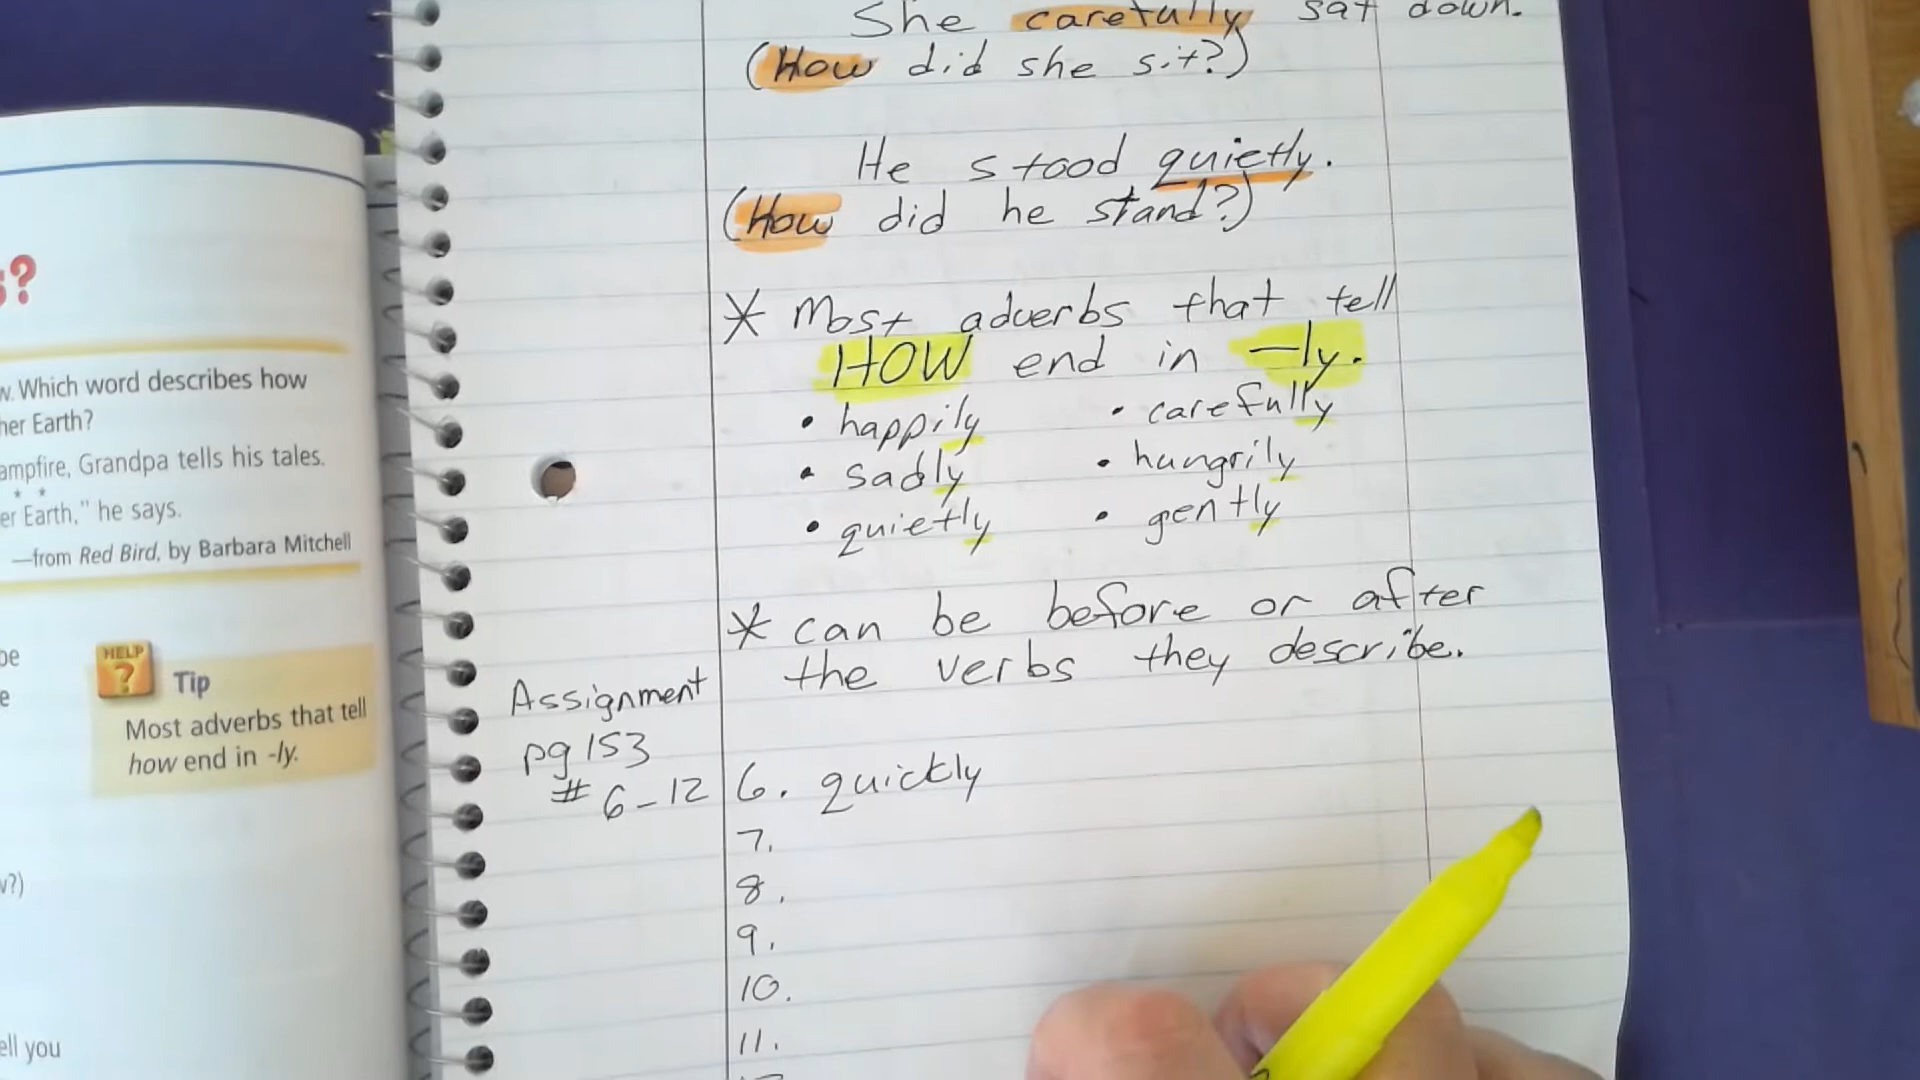 She carefully sat down.
(How did she sit?)
He stood quietly.
(How did he stand?)
* Most adverbs that tell
HOW end in -ly.
• happily • carefully
• sadly • hungrily
• quietly • gently
* can be before or after
the verbs they describe.
Assignment
pg 153
# 6-12
6. quickly
7.
8.
9.
10.
11.
?
w. Which word describes how
her Earth?
ampfire, Grandpa tells his tales.
er Earth," he says.
—from Red Bird, by Barbara Mitchell
HELP
?
Tip
Most adverbs that tell
how end in -ly.
w?)
ell you